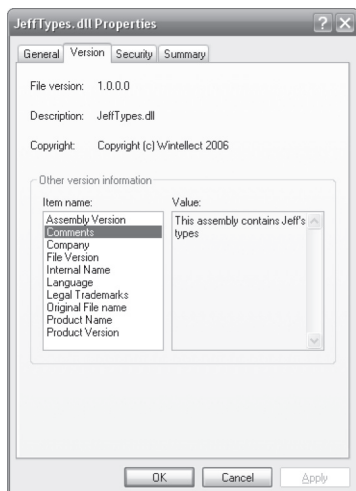 JeffTypes.dll Properties
General Version Security Summary
File version: 1.0.0.0
Description: JeffTypes.dll
Copyright: Copyright (c) Wintellect 2006
Other version information
Item name:
Assembly Version
Comments
Company
File Version
Internal Name
Language
Legal Trademarks
Original File name
Product Name
Product Version
Value:
This assembly contains Jeff's
types
OK Cancel Apply